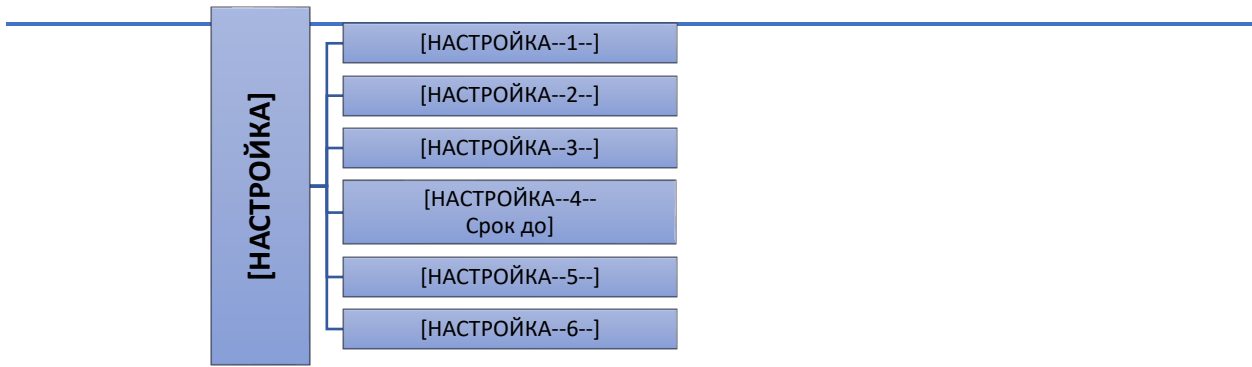 [НАСТРОЙКА]
[НАСТРОЙКА--1--]
[НАСТРОЙКА--2--]
[НАСТРОЙКА--3--]
[НАСТРОЙКА--4--
Срок до]
[НАСТРОЙКА--5--]
[НАСТРОЙКА--6--]